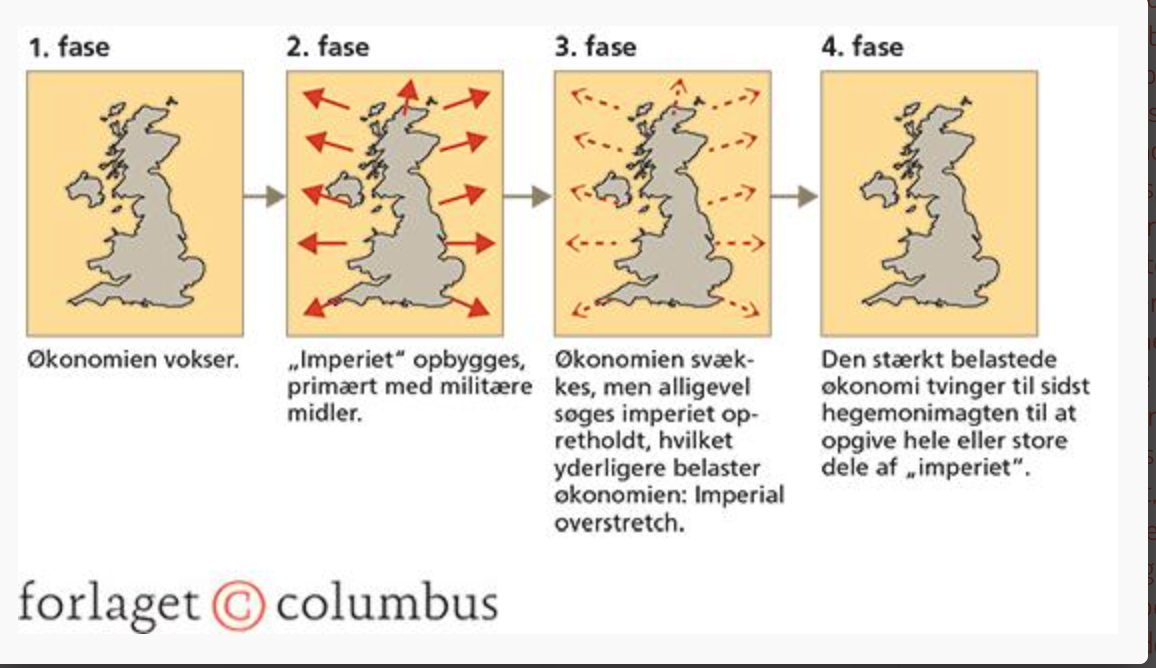 1. fase
2. fase
3. fase
4. fase
Økonomien vokser.
„Imperiet“ opbygges,
primært med militære
midler.
Økonomien svæk-
kes, men alligevel
søges imperiet op-
retholdt, hvilket
yderligere belaster
økonomien: Imperial
overstretch.
Den stærkt belastede
økonomi tvinger til sidst
hegemonimagten til at
opgive hele eller store
dele af „imperiet“.
forlaget © columbus